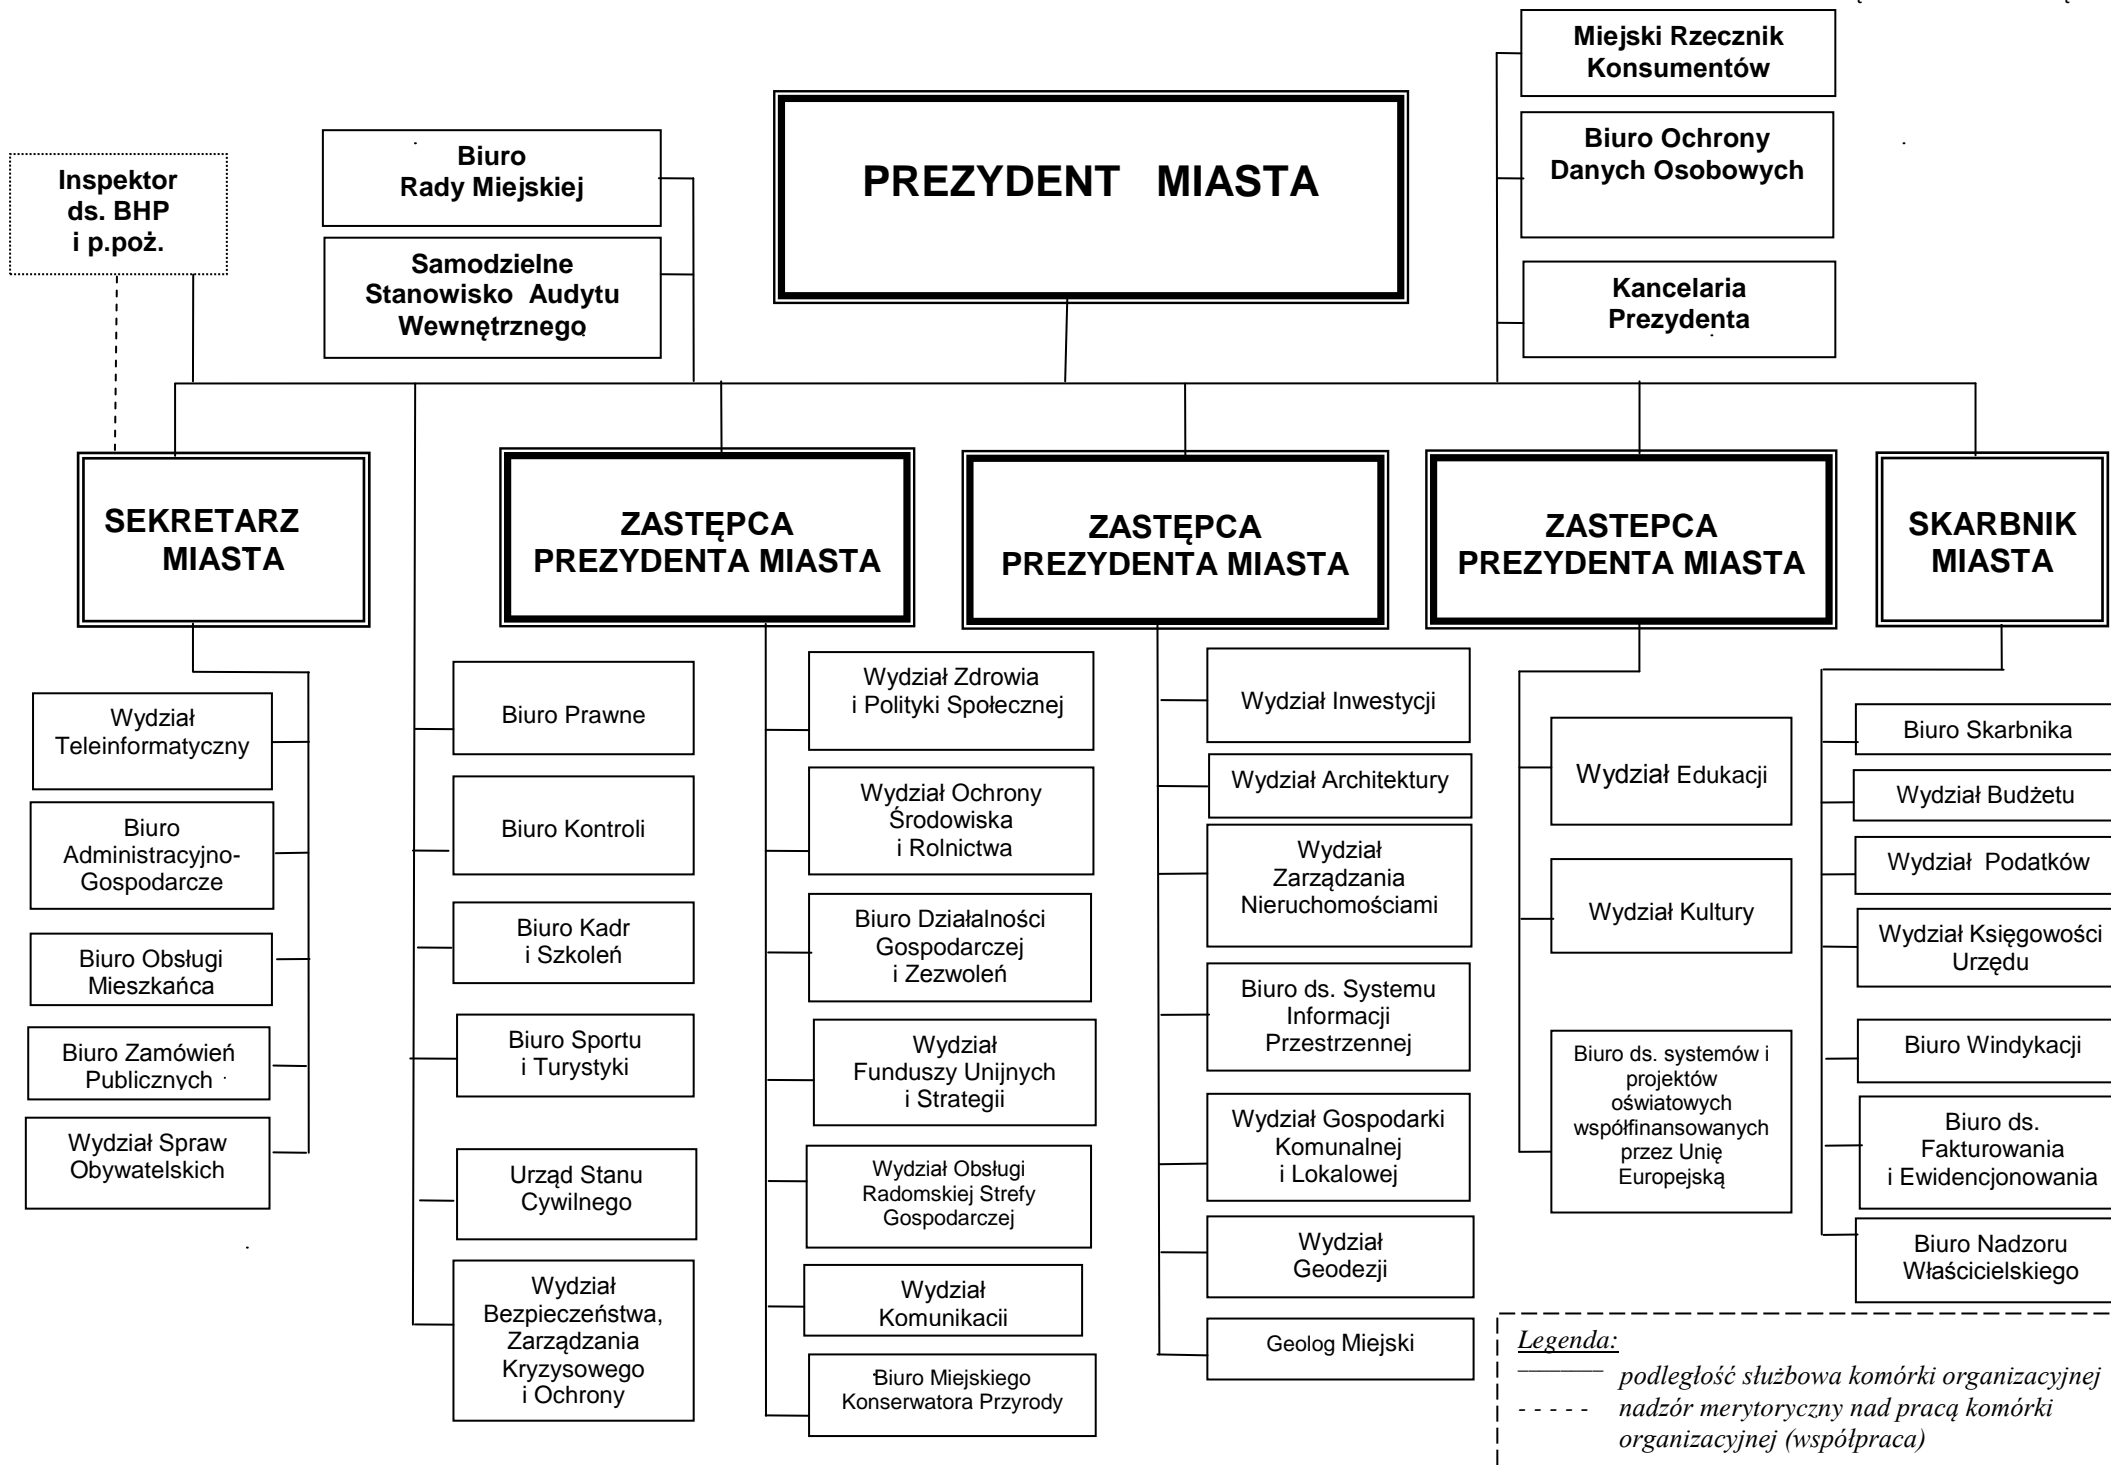 Miejski Rzecznik
Konsumentów
Biuro Ochrony
Danych Osobowych
Kancelaria
Prezydenta
PREZYDENT MIASTA
Biuro
Rady Miejskiej
Samodzielne
Stanowisko Audytu
Wewnętrznego
Inspektor
ds. BHP
i p.poż.
SEKRETARZ
MIASTA
ZASTĘPCA
PREZYDENTA MIASTA
ZASTĘPCA
PREZYDENTA MIASTA
ZASTEPCA
PREZYDENTA MIASTA
SKARBNIK
MIASTA
Wydział
Teleinformatyczny
Biuro
Administracyjno-
Gospodarcze
Biuro Obsługi
Mieszkańca
Biuro Zamówień
Publicznych
Wydział Spraw
Obywatelskich
Biuro Prawne
Biuro Kontroli
Biuro Kadr
i Szkoleń
Biuro Sportu
i Turystyki
Urząd Stanu
Cywilnego
Wydział
Bezpieczeństwa,
Zarządzania
Kryzysowego
i Ochrony
Wydział Zdrowia
i Polityki Społecznej
Wydział Ochrony
Środowiska
i Rolnictwa
Biuro Działalności
Gospodarczej
i Zezwoleń
Wydział
Funduszy Unijnych
i Strategii
Wydział Obsługi
Radomskiej Strefy
Gospodarczej
Wydział
Komunikacji
Biuro Miejskiego
Konserwatora Przyrody
Wydział Inwestycji
Wydział Architektury
Wydział
Zarządzania
Nieruchomościami
Biuro ds. Systemu
Informacji
Przestrzennej
Wydział Gospodarki
Komunalnej
i Lokalowej
Wydział
Geodezji
Geolog Miejski
Wydział Edukacji
Wydział Kultury
Biuro ds. systemów i
projektów
oświatowych
współfinansowanych
przez Unię
Europejską
Biuro Skarbnika
Wydział Budżetu
Wydział Podatków
Wydział Księgowości
Urzędu
Biuro Windykacji
Biuro ds.
Fakturowania
i Ewidencjonowania
Biuro Nadzoru
Właścicielskiego
Legenda:
podległość służbowa komórki organizacyjnej
- - - - - nadzór merytoryczny nad pracą komórki
organizacyjnej (współpraca)